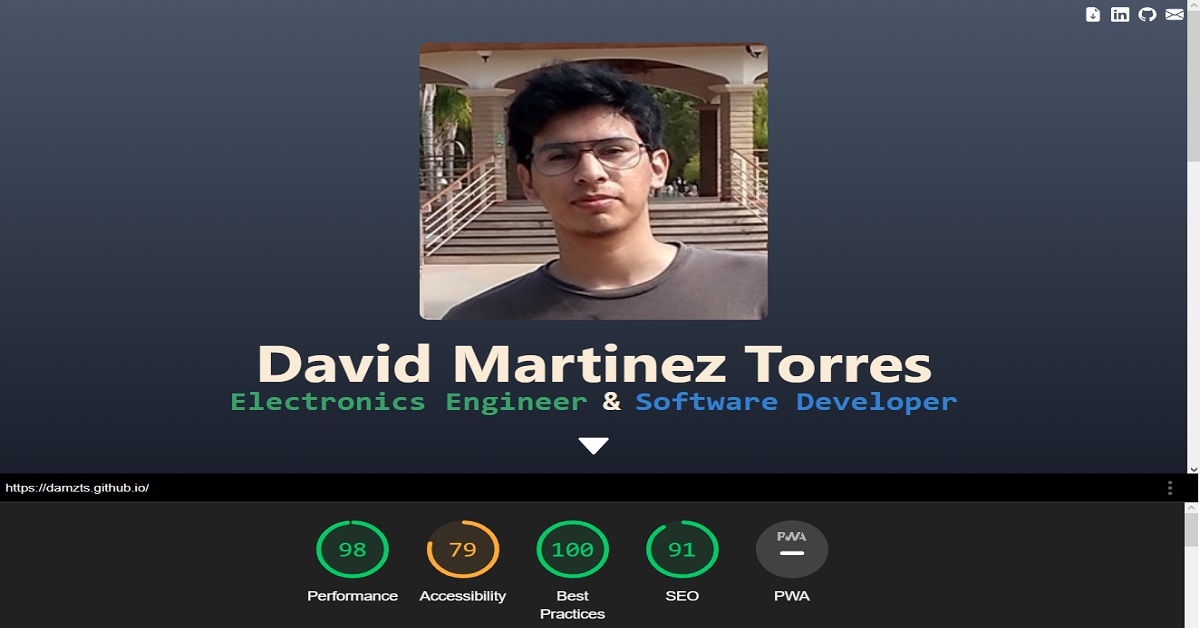 in
David Martinez Torres
Electronics Engineer & Software Developer
https://damzts.github.io/
98
79
100
91
PWA
Performance
Accessibility
Best
Practices
SEO
PWA